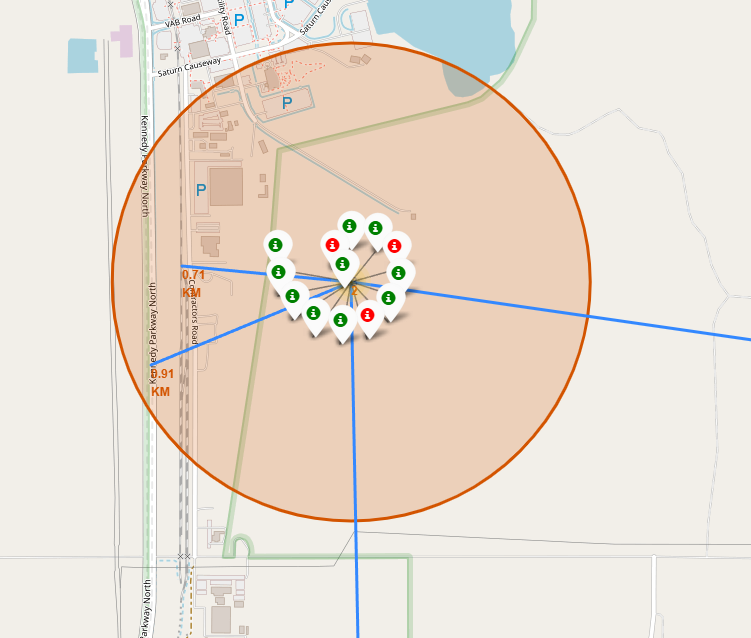 P
P
VAB Road
Saturn Causeway
P
Kennedy Parkway North
P
0.71
KM
Contractors Road
Kennedy Parkway North
0.91
KM
Parkway North